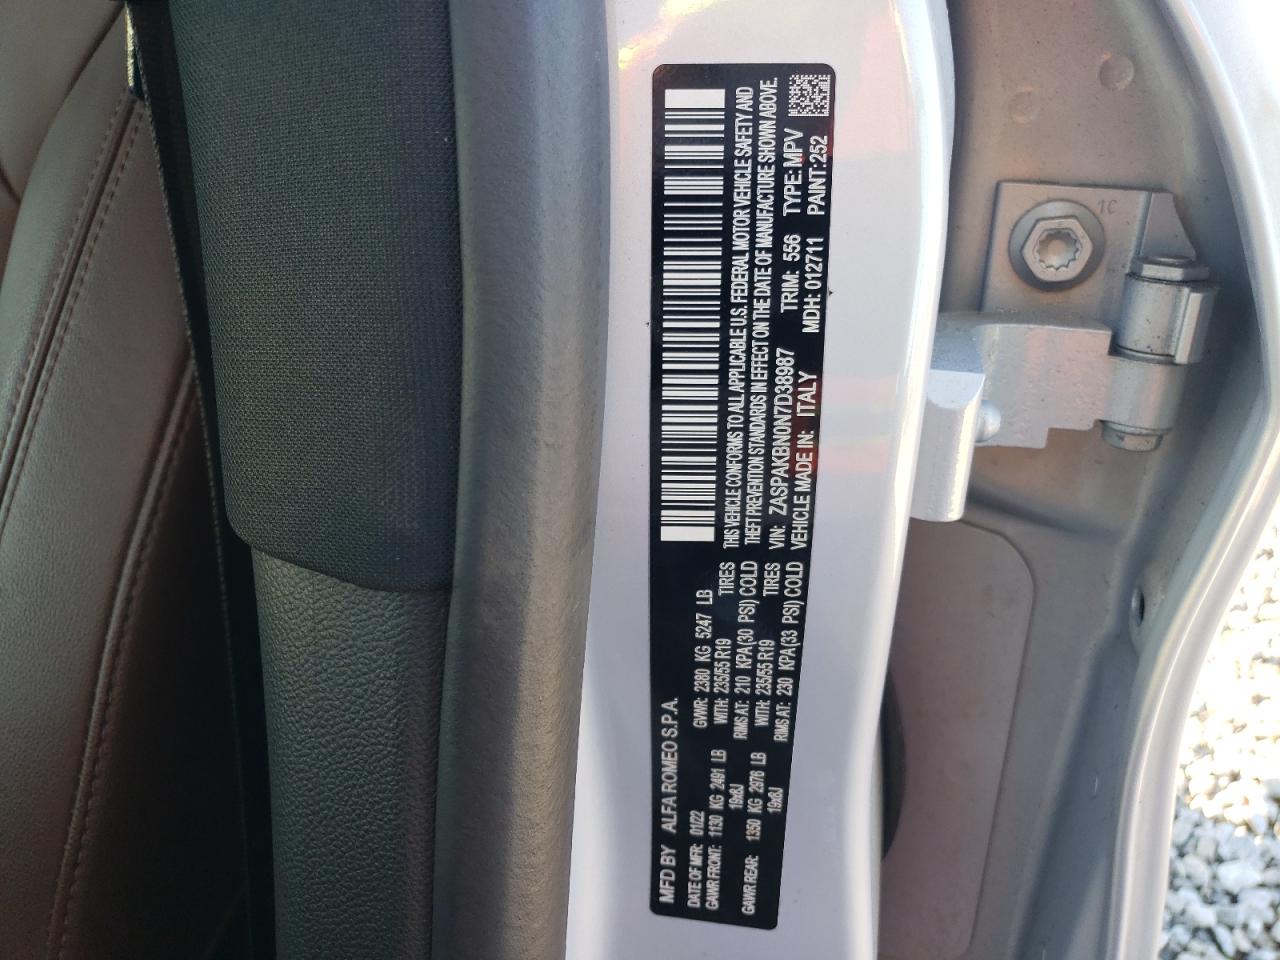 MFD BY ALFA ROMEO S.P.A.
DATE OF MFR: 01/22 GVWR: 2380 KG 5247 LB
GAWR FRONT: 1130 KG 2491 LB WITH: 235/55 R19 TIRES
19x8J RIMS AT: 210 KPA(30 PSI) COLD
GAWR REAR: 1350 KG 2976 LB WITH: 235/55 R19 TIRES
19x8J RIMS AT: 230 KPA(33 PSI) COLD
THIS VEHICLE CONFORMS TO ALL APPLICABLE U.S. FEDERAL MOTOR VEHICLE SAFETY AND
THEFT PREVENTION STANDARDS IN EFFECT ON THE DATE OF MANUFACTURE SHOWN ABOVE.
VIN: ZASPAKBN0N7D38987 TRIM: 556 TYPE: MPV
VEHICLE MADE IN: ITALY MDH: 012711 PAINT:252
1C